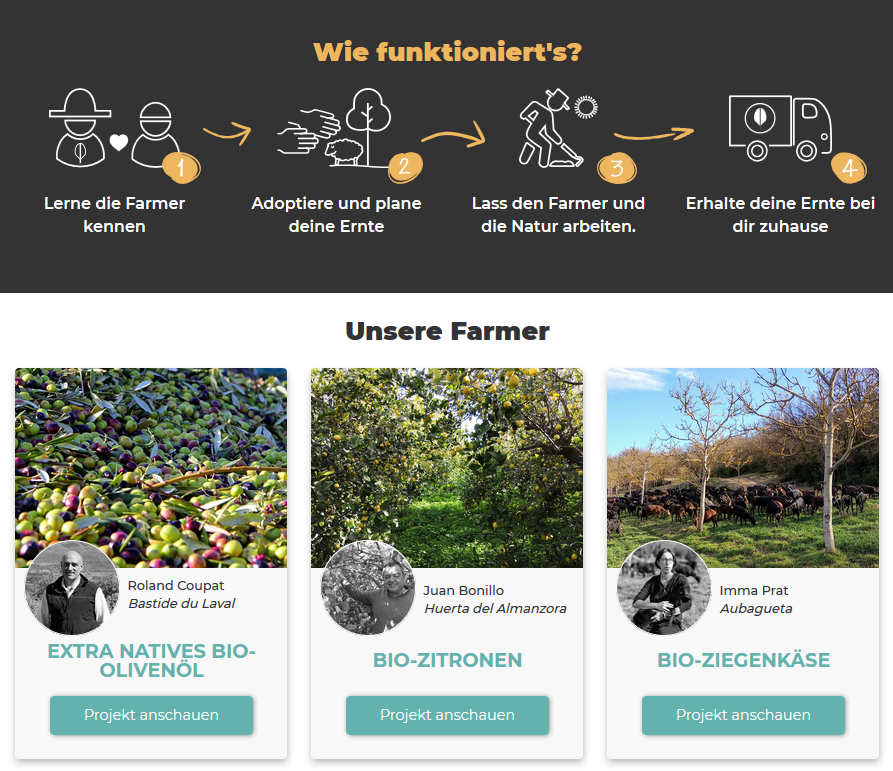 Wie funktioniert's?
1
2
3
4
Lerne die Farmer
kennen
Adoptiere und plane
deine Ernte
Lass den Farmer und
die Natur arbeiten.
Erhalte deine Ernte bei
dir zuhause
Unsere Farmer
Roland Coupat
Bastide du Laval
EXTRA NATIVES BIO-
OLIVENÖL
Projekt anschauen
Juan Bonillo
Huerta del Almanzora
BIO-ZITRONEN
Projekt anschauen
Imma Prat
Aubagueta
BIO-ZIEGENKÄSE
Projekt anschauen